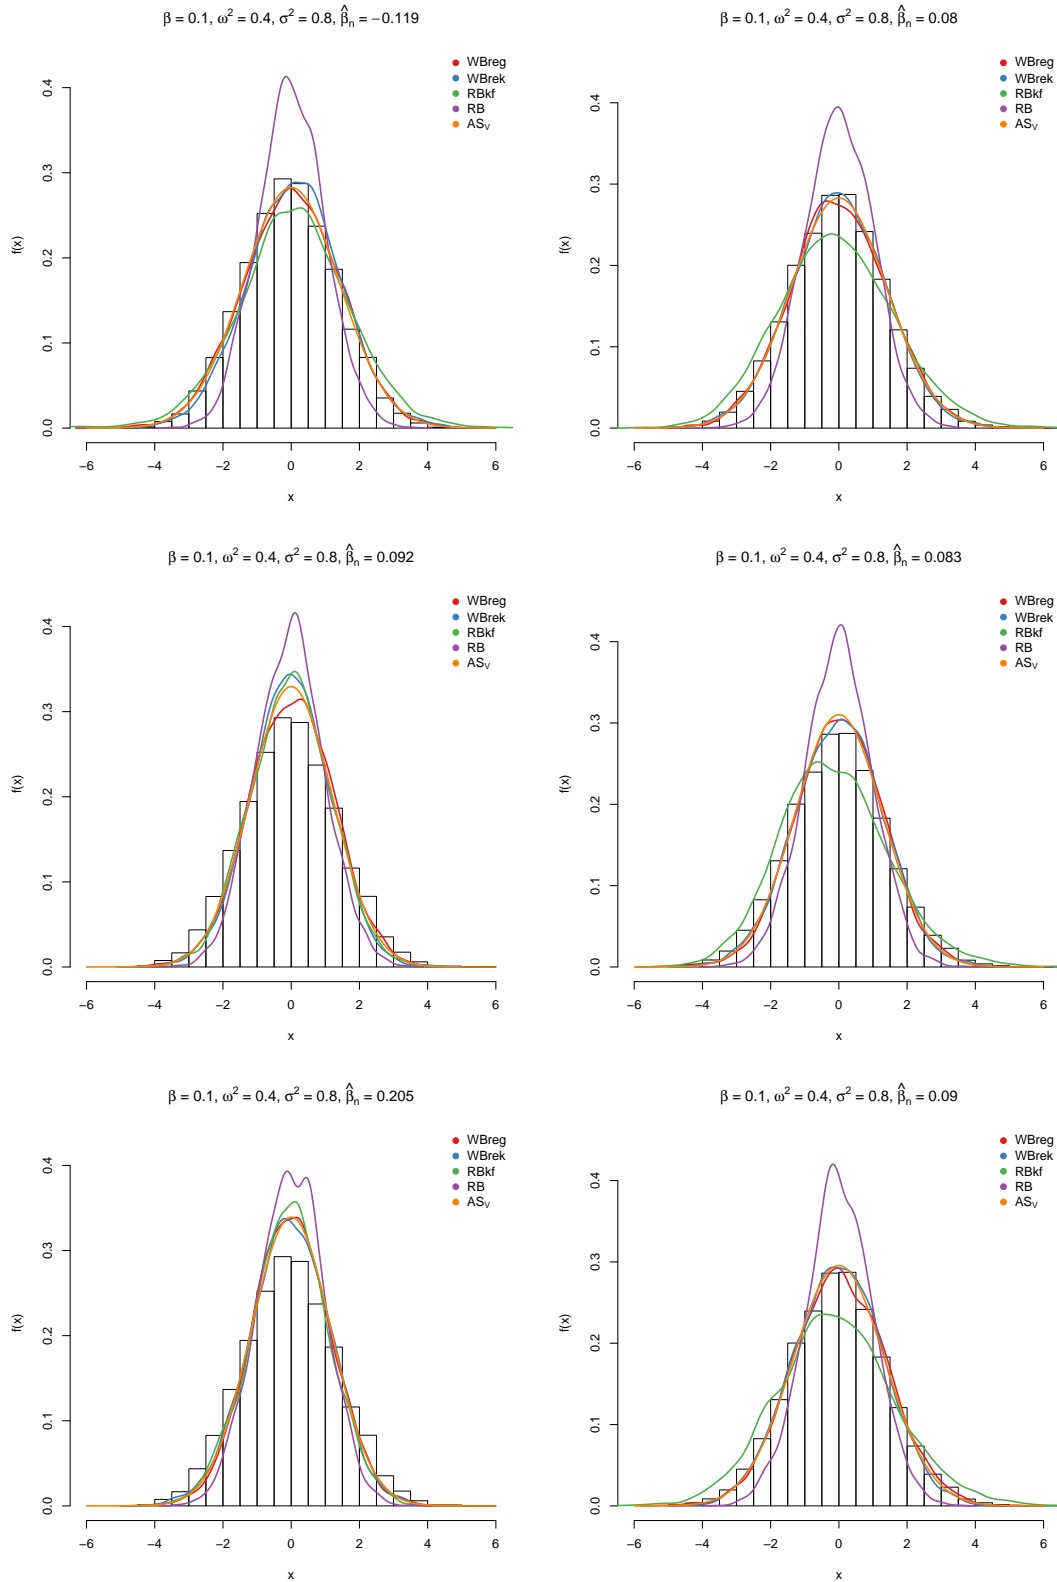 β = 0.1, ω² = 0.4, σ² = 0.8, β̂ₙ = −0.119
WBreg
WBrek
RBkf
RB
ASᵥ
f(x)
0.0 0.1 0.2 0.3 0.4
−6 −4 −2 0 2 4 6
x
β = 0.1, ω² = 0.4, σ² = 0.8, β̂ₙ = 0.08
WBreg
WBrek
RBkf
RB
ASᵥ
f(x)
0.0 0.1 0.2 0.3 0.4
−6 −4 −2 0 2 4 6
x
β = 0.1, ω² = 0.4, σ² = 0.8, β̂ₙ = 0.092
WBreg
WBrek
RBkf
RB
ASᵥ
f(x)
0.0 0.1 0.2 0.3 0.4
−6 −4 −2 0 2 4 6
x
β = 0.1, ω² = 0.4, σ² = 0.8, β̂ₙ = 0.083
WBreg
WBrek
RBkf
RB
ASᵥ
f(x)
0.0 0.1 0.2 0.3 0.4
−6 −4 −2 0 2 4 6
x
β = 0.1, ω² = 0.4, σ² = 0.8, β̂ₙ = 0.205
WBreg
WBrek
RBkf
RB
ASᵥ
f(x)
0.0 0.1 0.2 0.3 0.4
−6 −4 −2 0 2 4 6
x
β = 0.1, ω² = 0.4, σ² = 0.8, β̂ₙ = 0.09
WBreg
WBrek
RBkf
RB
ASᵥ
f(x)
0.0 0.1 0.2 0.3 0.4
−6 −4 −2 0 2 4 6
x